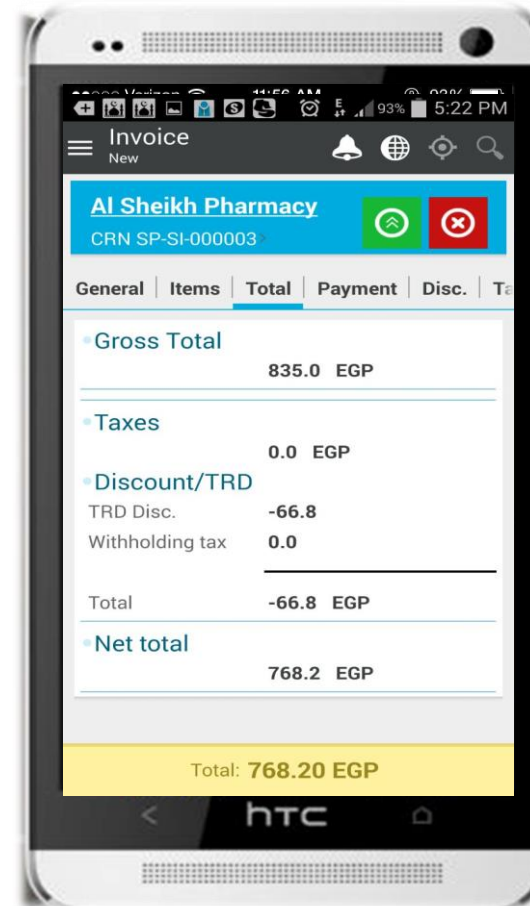 93% 5:22 PM
Invoice
New
Al Sheikh Pharmacy
CRN SP-SI-000003>
General | Items | Total | Payment | Disc. |
Gross Total
835.0 EGP
Taxes
0.0 EGP
Discount/TRD
TRD Disc. -66.8
Withholding tax 0.0
Total -66.8 EGP
Net total
768.2 EGP
Total: 768.20 EGP
hTC